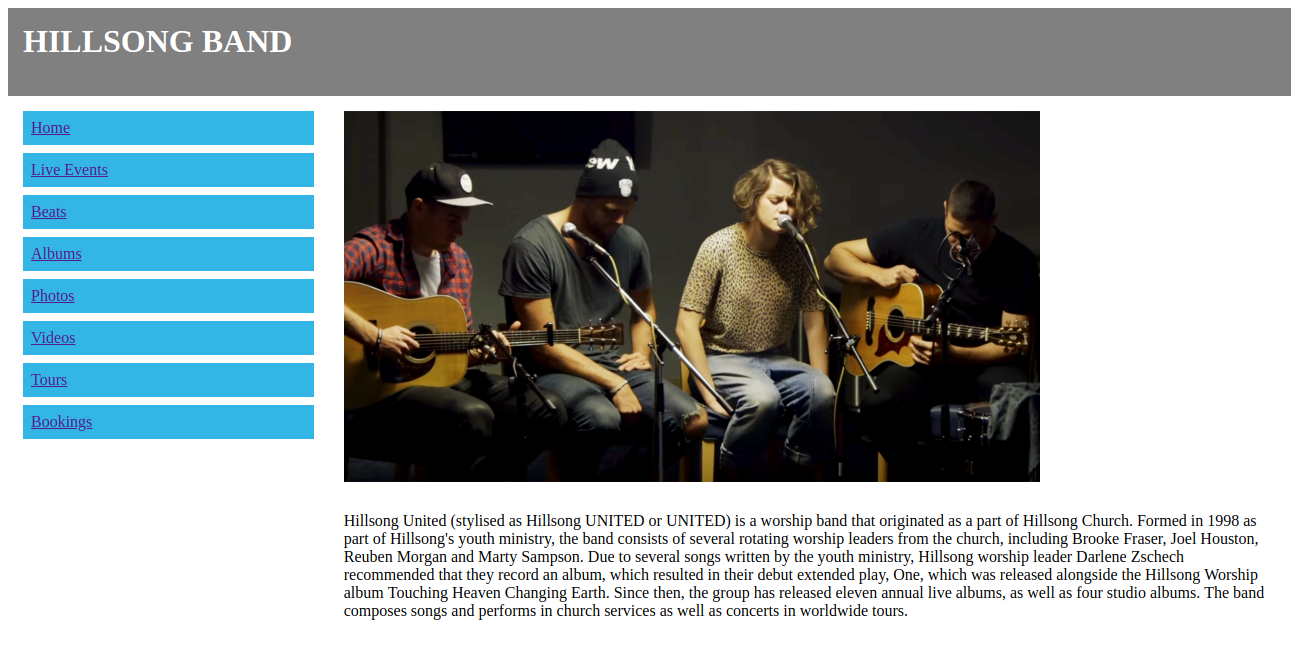 HILLSONG BAND
Home
Live Events
Beats
Albums
Photos
Videos
Tours
Bookings
Hillsong United (stylised as Hillsong UNITED or UNITED) is a worship band that originated as a part of Hillsong Church. Formed in 1998 as
part of Hillsong's youth ministry, the band consists of several rotating worship leaders from the church, including Brooke Fraser, Joel Houston,
Reuben Morgan and Marty Sampson. Due to several songs written by the youth ministry, Hillsong worship leader Darlene Zschech
recommended that they record an album, which resulted in their debut extended play, One, which was released alongside the Hillsong Worship
album Touching Heaven Changing Earth. Since then, the group has released eleven annual live albums, as well as four studio albums. The band
composes songs and performs in church services as well as concerts in worldwide tours.